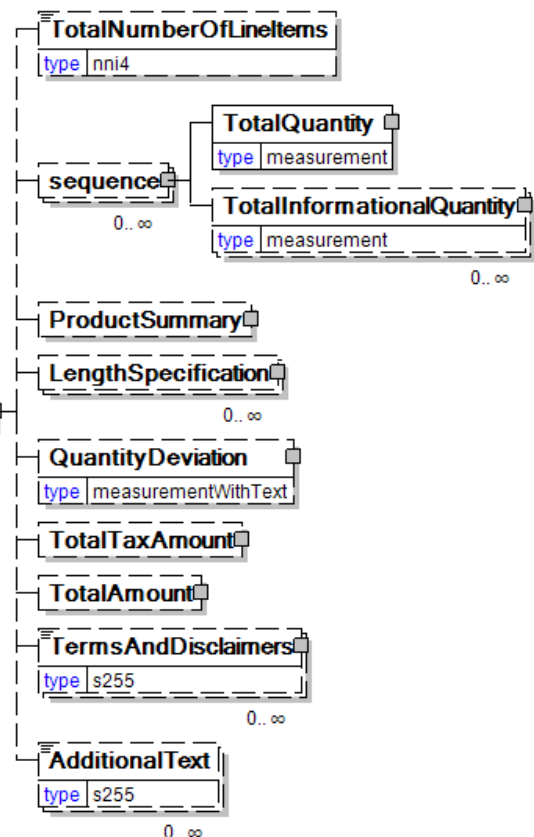 TotalNumberOfLineItems
type nni4
TotalQuantity
type measurement
sequence
0.. ∞
TotalInformationalQuantity
type measurement
0.. ∞
ProductSummary
LengthSpecification
0.. ∞
QuantityDeviation
type measurementWithText
TotalTaxAmount
TotalAmount
TermsAndDisclaimers
type s255
0.. ∞
AdditionalText
type s255
0.. ∞